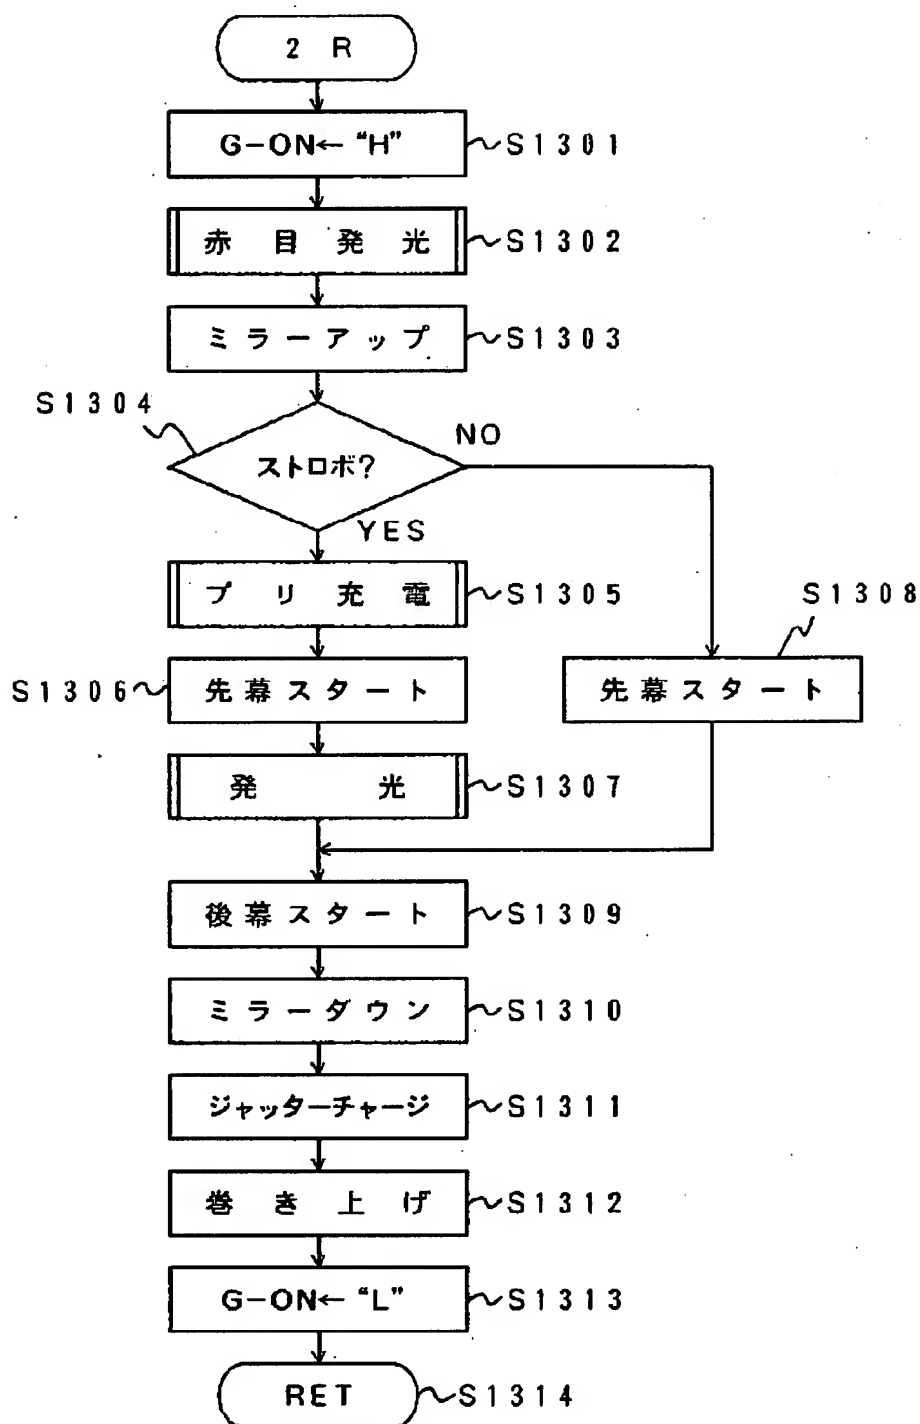 2 R
G-ON← “H” S1301
赤目発光 S1302
ミラーアップ S1303
S1304
ストロボ?
NO
YES
プリ充電 S1305
S1308
S1306 先幕スタート
先幕スタート
発光 S1307
後幕スタート S1309
ミラーダウン S1310
ジャッターチャージ S1311
巻き上げ S1312
G-ON← “L” S1313
RET S1314